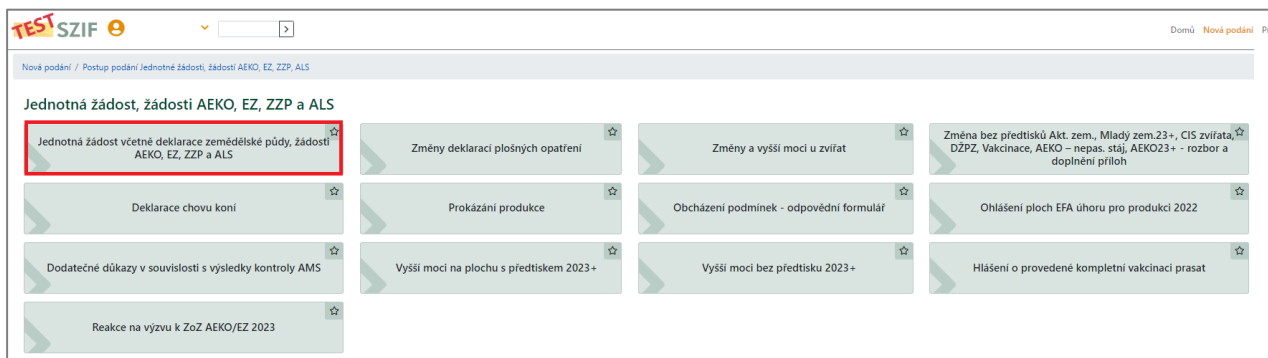 TEST SZIF
Domů Nová podání
Nová podání / Postup podání Jednotné žádosti, žádostí AEKO, EZ, ZZP, ALS
Jednotná žádost, žádosti AEKO, EZ, ZZP a ALS
Jednotná žádost včetně deklarace zemědělské půdy, žádosti
AEKO, EZ, ZZP a ALS
Změny deklarací plošných opatření
Změny a vyšší moci u zvířat
Změna bez předtisků Akt. zem., Mladý zem.23+, CIS zvířata,
DŽPZ, Vakcinace, AEKO – nepas. stáj, AEKO23+ - rozbor a
doplnění příloh
Deklarace chovu koní
Prokázání produkce
Obcházení podmínek - odpovědní formulář
Ohlášení ploch EFA úhoru pro produkci 2022
Dodatečné důkazy v souvislosti s výsledky kontroly AMS
Vyšší moci na plochu s předtiskem 2023+
Vyšší moci bez předtisku 2023+
Hlášení o provedené kompletní vakcinaci prasat
Reakce na výzvu k ZoZ AEKO/EZ 2023